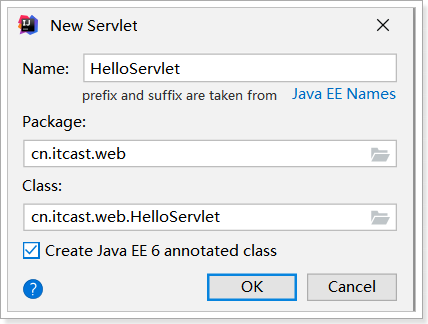 New Servlet
Name: HelloServlet
prefix and suffix are taken from Java EE Names
Package:
cn.itcast.web
Class:
cn.itcast.web.HelloServlet
Create Java EE 6 annotated class
? OK Cancel